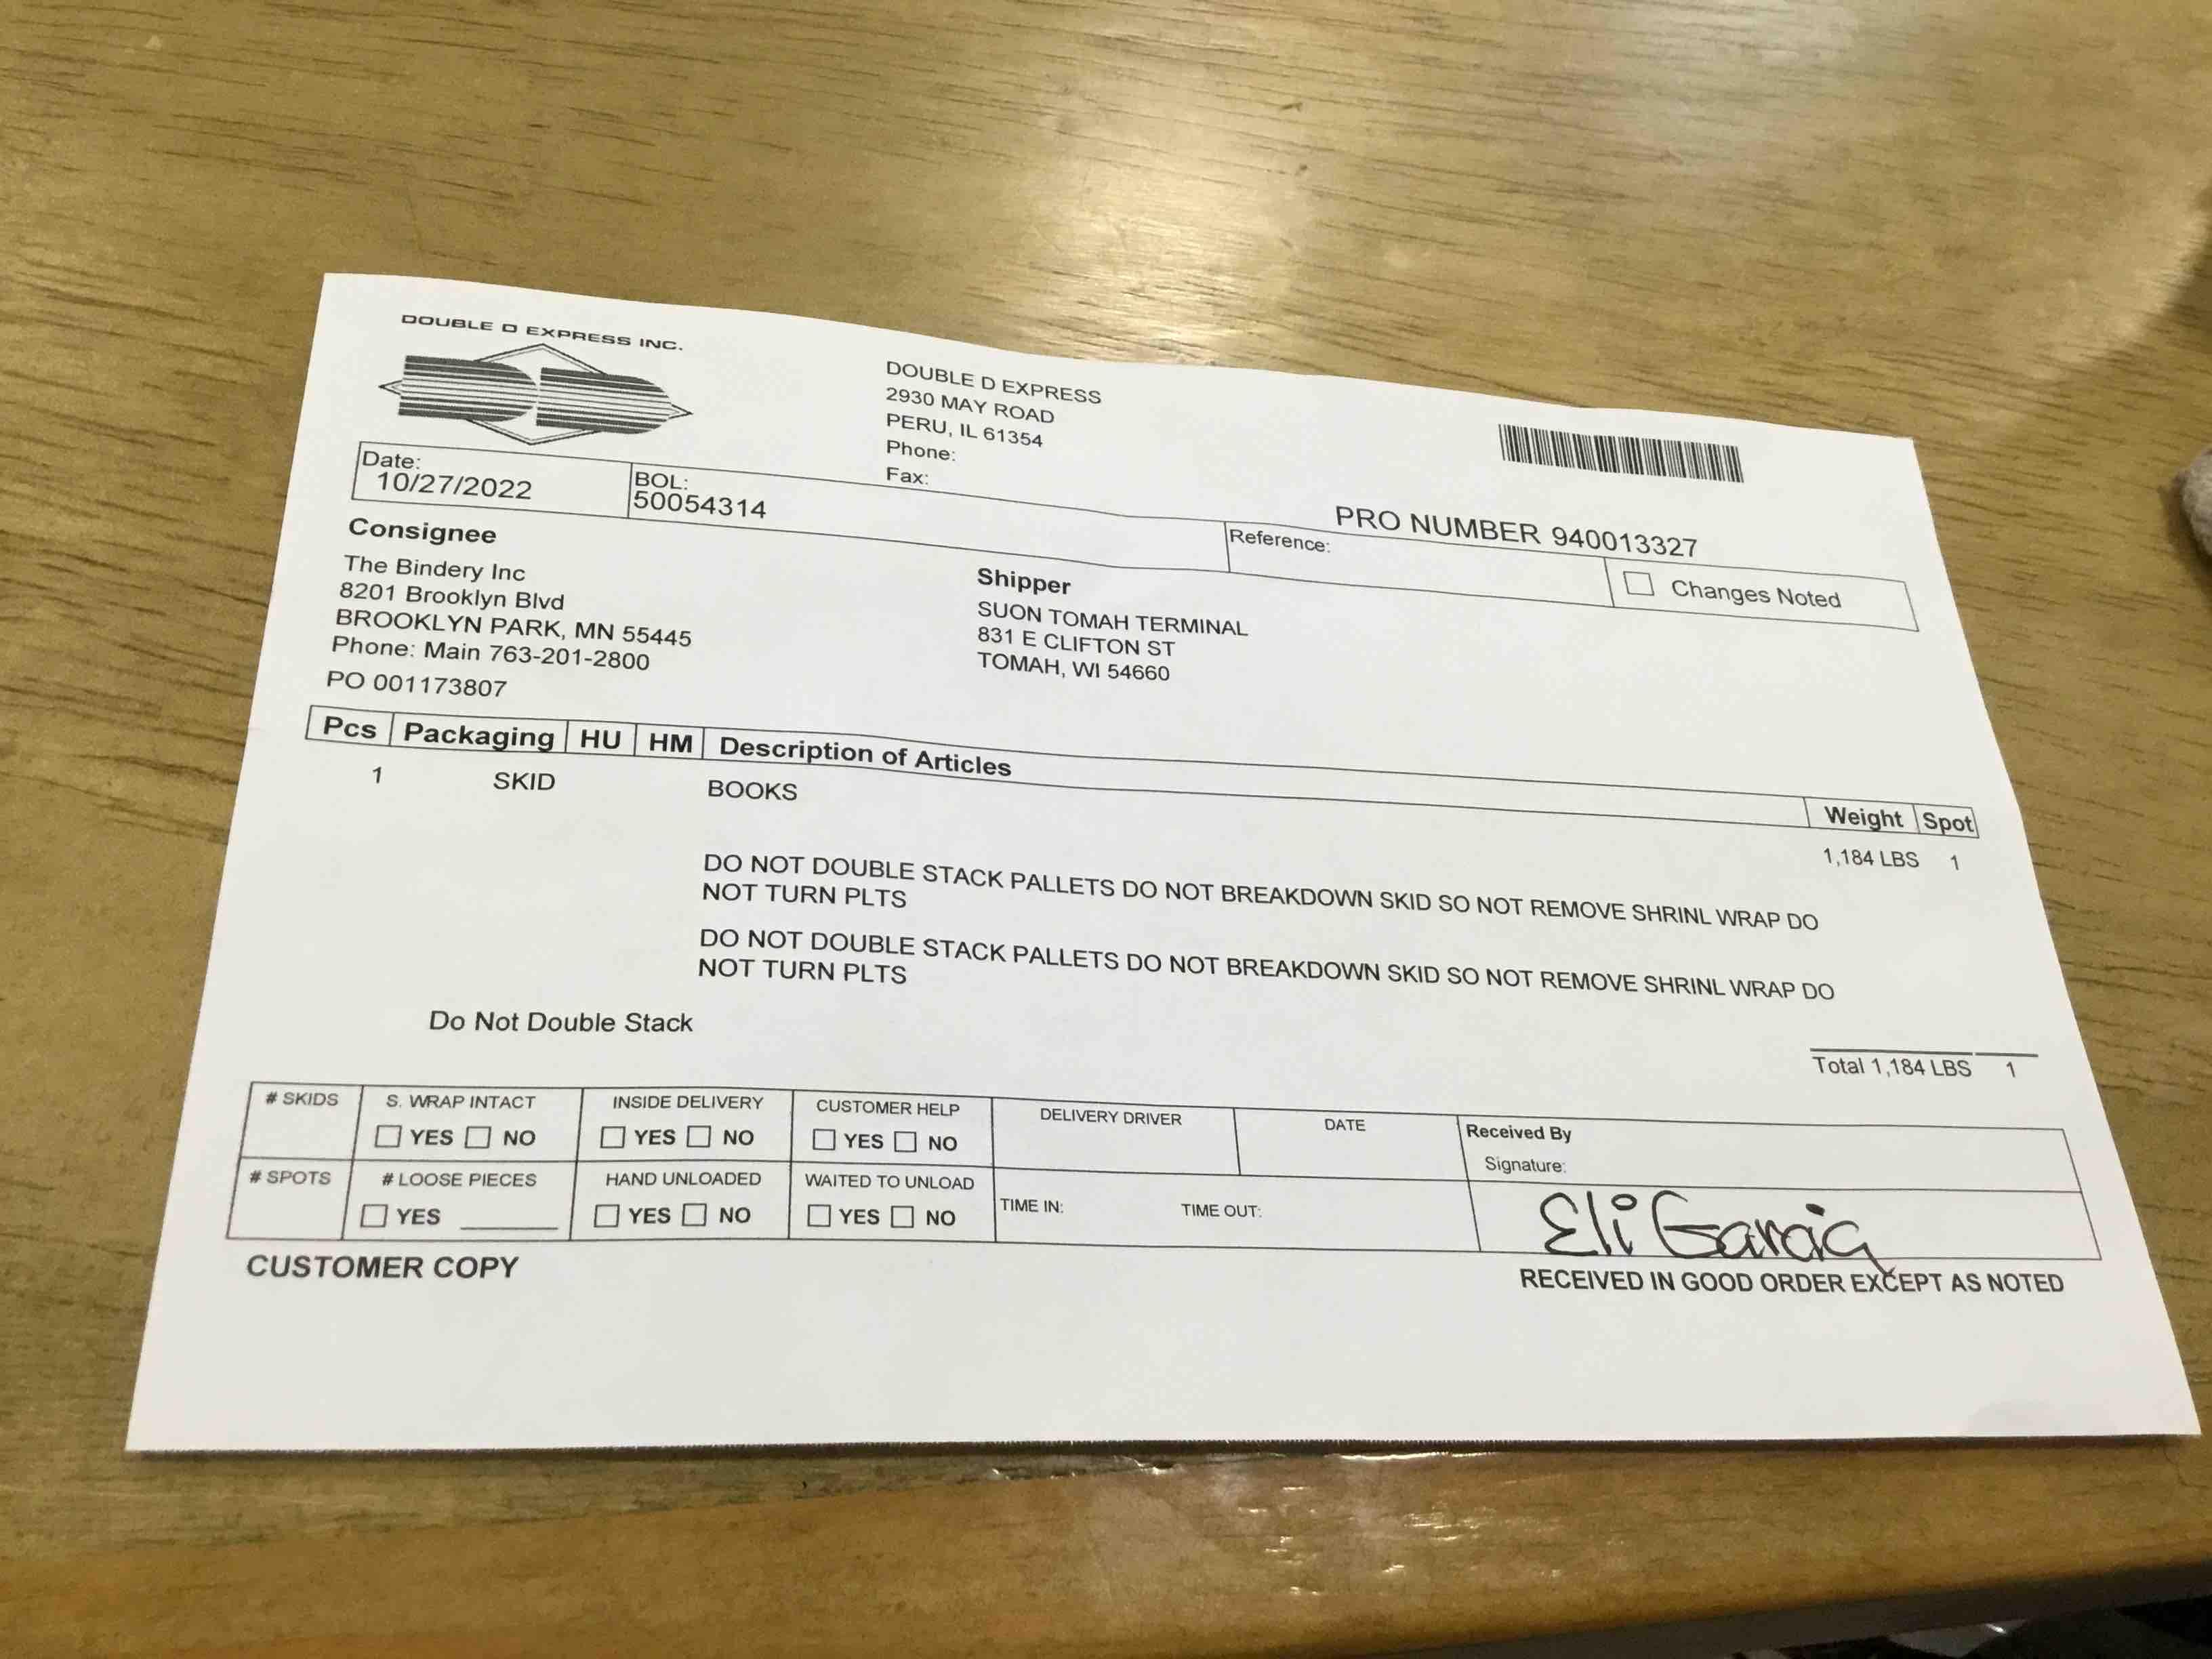 DOUBLE D EXPRESS INC.
DOUBLE D EXPRESS
2930 MAY ROAD
PERU, IL 61354
Phone:
Fax:
PRO NUMBER 940013327
Date:
10/27/2022
BOL:
50054314
Reference:
Changes Noted
Consignee
The Bindery Inc
8201 Brooklyn Blvd
BROOKLYN PARK, MN 55445
Phone: Main 763-201-2800
PO 001173807
Shipper
SUON TOMAH TERMINAL
831 E CLIFTON ST
TOMAH, WI 54660
Pcs Packaging HU HM Description of Articles Weight Spot
1 SKID BOOKS 1,184 LBS 1
DO NOT DOUBLE STACK PALLETS DO NOT BREAKDOWN SKID SO NOT REMOVE SHRINL WRAP DO
NOT TURN PLTS
DO NOT DOUBLE STACK PALLETS DO NOT BREAKDOWN SKID SO NOT REMOVE SHRINL WRAP DO
NOT TURN PLTS
Do Not Double Stack
Total 1,184 LBS 1
# SKIDS S. WRAP INTACT INSIDE DELIVERY CUSTOMER HELP DELIVERY DRIVER DATE Received By
YES NO YES NO YES NO Signature:
# SPOTS # LOOSE PIECES HAND UNLOADED WAITED TO UNLOAD TIME IN: TIME OUT:
YES YES NO YES NO
Eli Garcia
CUSTOMER COPY
RECEIVED IN GOOD ORDER EXCEPT AS NOTED